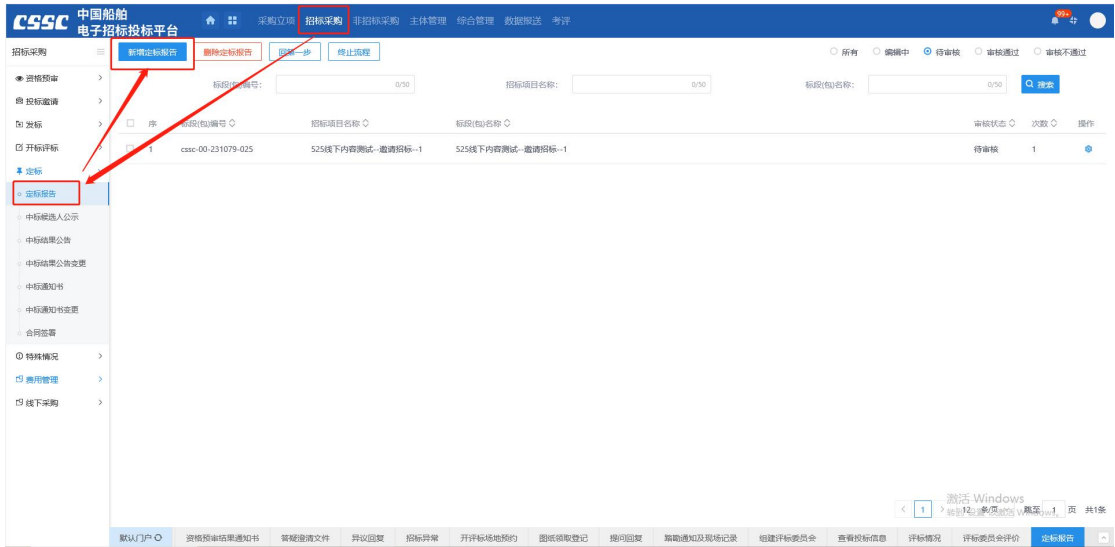 CSSC 中国船舶 电子招标投标平台
采购立项 招标采购 非招标采购 主体管理 综合管理 数据报送 考评
99+
招标采购
新增定标报告 删除定标报告 回第一步 终止流程
所有 编辑中 待审核 审核通过 审核不通过
资格预审
标段(包)编号: 0/50 招标项目名称: 0/50 标段(包)名称: 0/50 搜索
投标邀请
发标
序 标段(包)编号 招标项目名称 标段(包)名称 审核状态 次数 操作
开标评标
1 cssc-00-231079-025 525线下内容测试--邀请招标--1 525线下内容测试--邀请招标--1 待审核 1
定标
定标报告
中标候选人公示
中标结果公告
中标结果公告变更
中标通知书
中标通知书变更
合同签署
特殊情况
费用管理
线下采购
激活 Windows
1 12 条/页 跳至 1 页 共1条
默认门户 资格预审结果通知书 答疑澄清文件 异议回复 招标异常 开评标场地预约 图纸领取登记 提问回复 踏勘通知及现场记录 组建评标委员会 查看投标信息 评标情况 评标委员会评价 定标报告